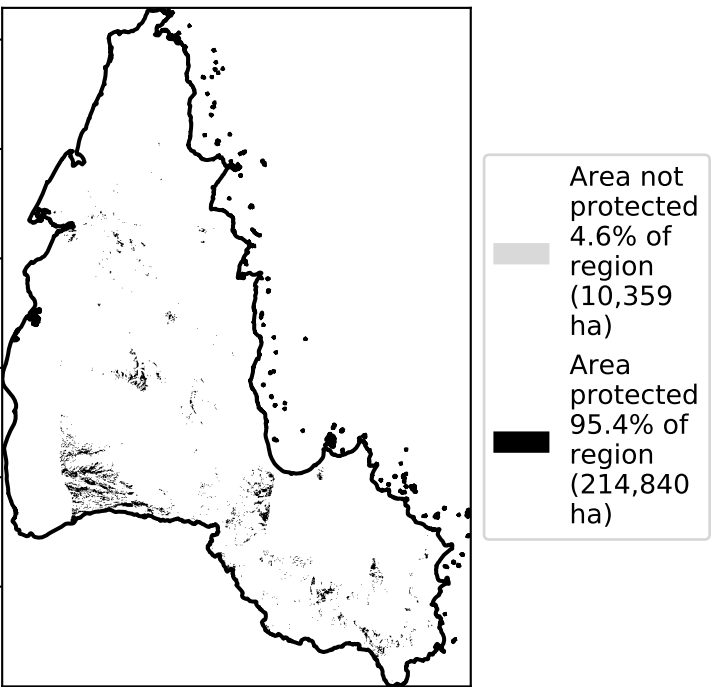 Area not
protected
4.6% of
region
(10,359
ha)
Area
protected
95.4% of
region
(214,840
ha)